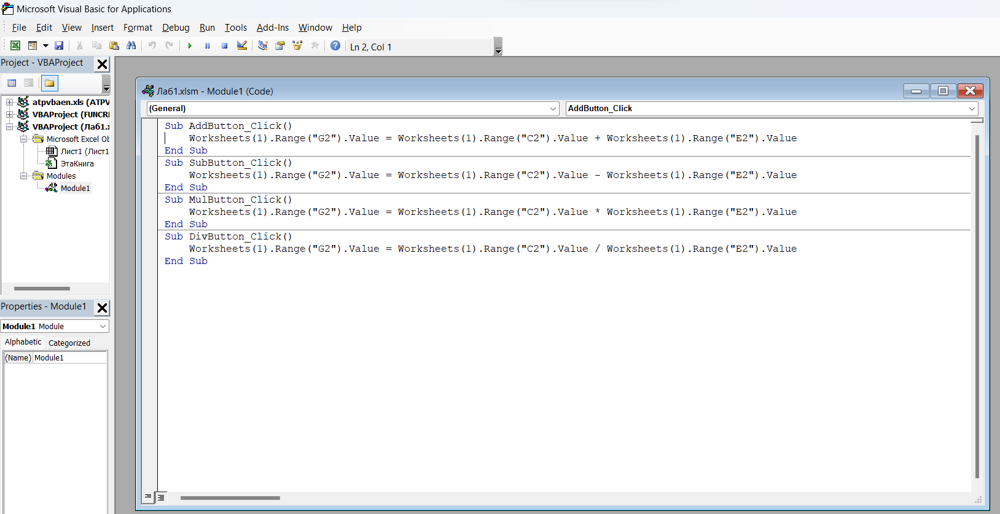 Microsoft Visual Basic for Applications
File Edit View Insert Format Debug Run Tools Add-Ins Window Help
Ln 2, Col 1
Project - VBAProject
atpvbaen.xls (ATPV
VBAProject (FUNCRI
VBAProject (Лаб1.x
Microsoft Excel Ob
Лист1 (Лист1
ЭтаКнига
Modules
Module1
Properties - Module1
Module1 Module
Alphabetic Categorized
(Name) Module1
Лаб1.xlsm - Module1 (Code)
(General) AddButton_Click
Sub AddButton_Click()
Worksheets(1).Range("G2").Value = Worksheets(1).Range("C2").Value + Worksheets(1).Range("E2").Value
End Sub
Sub SubButton_Click()
Worksheets(1).Range("G2").Value = Worksheets(1).Range("C2").Value - Worksheets(1).Range("E2").Value
End Sub
Sub MulButton_Click()
Worksheets(1).Range("G2").Value = Worksheets(1).Range("C2").Value * Worksheets(1).Range("E2").Value
End Sub
Sub DivButton_Click()
Worksheets(1).Range("G2").Value = Worksheets(1).Range("C2").Value / Worksheets(1).Range("E2").Value
End Sub